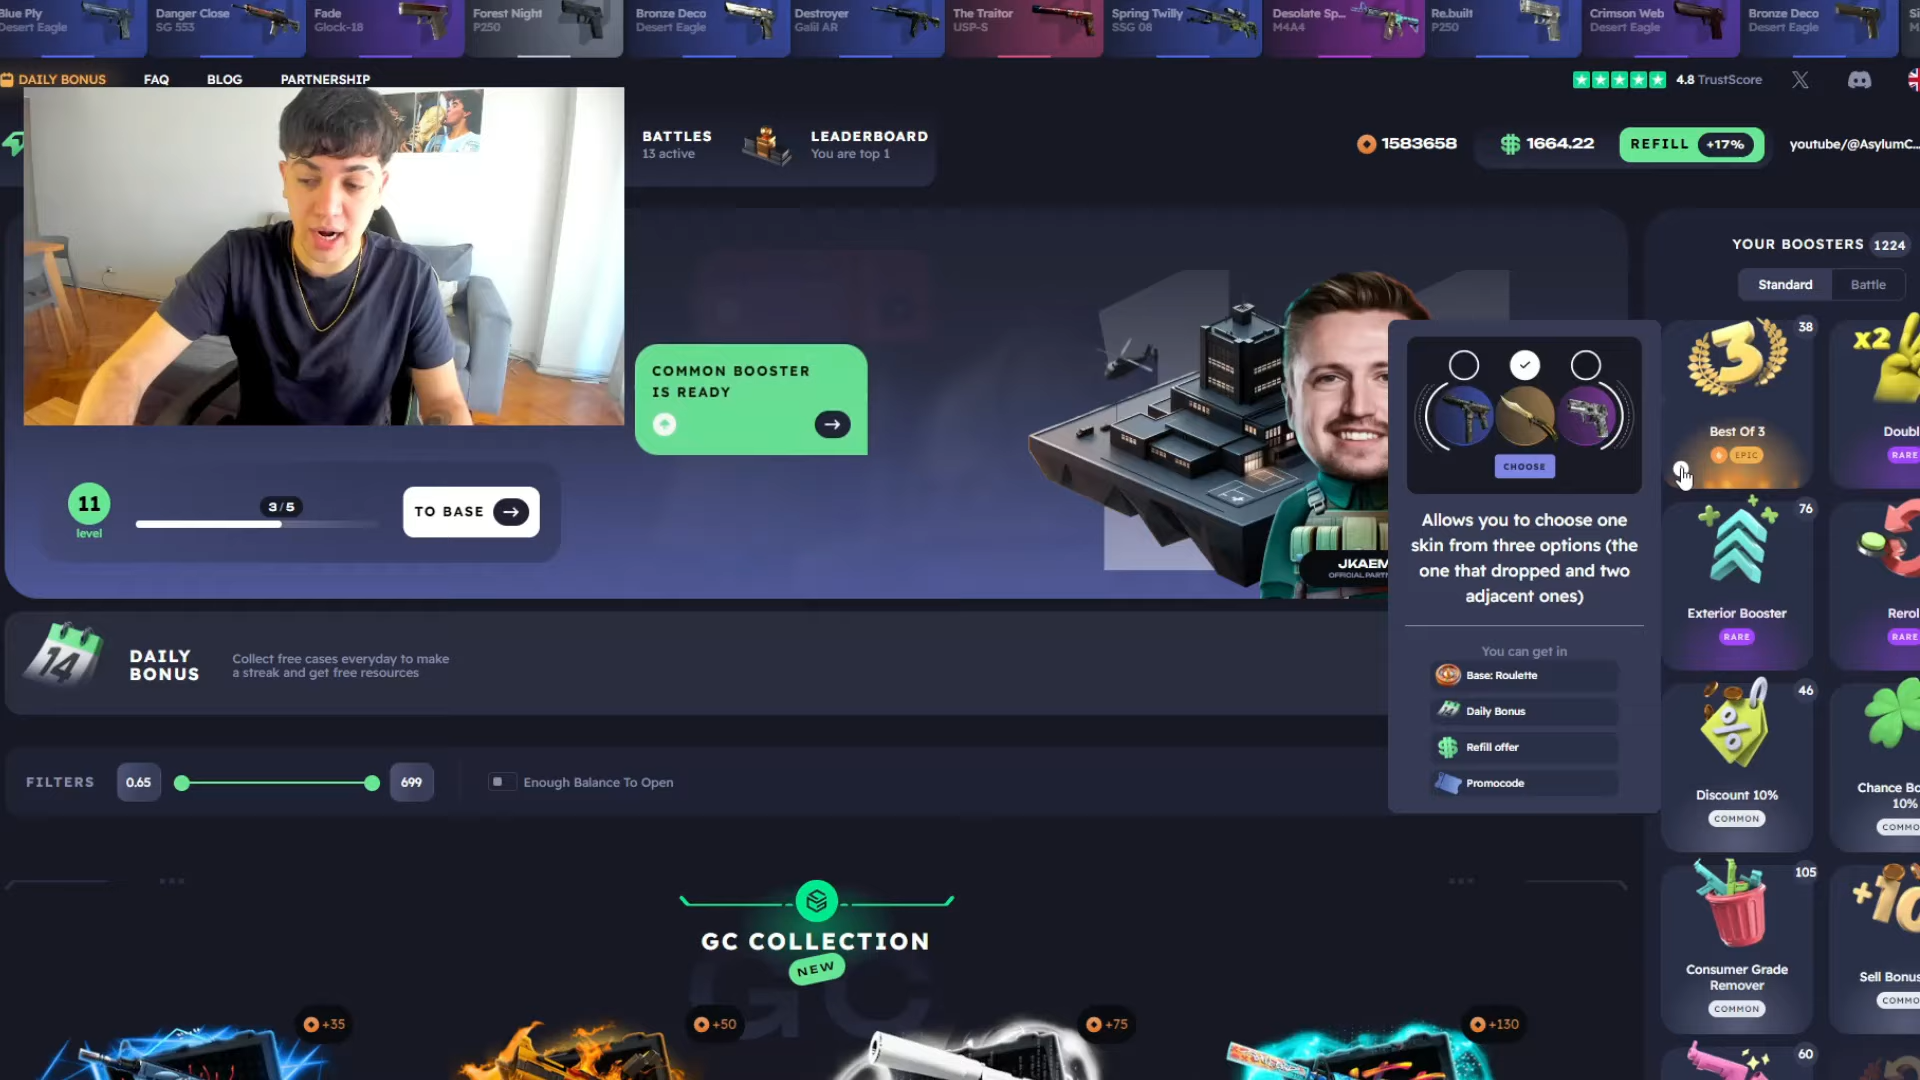 Blue Ply
Desert Eagle
Danger Close
SG 553
Fade
Glock-18
Forest Night
P250
Bronze Deco
Desert Eagle
Destroyer
Galil AR
The Traitor
USP-S
Spring Twilly
SSG 08
Desolate Sp...
M4A4
Re.built
P250
Crimson Web
Desert Eagle
Bronze Deco
Desert Eagle
DAILY BONUS
FAQ
BLOG
PARTNERSHIP
4.8 TrustScore
BATTLES
13 active
LEADERBOARD
You are top 1
1583658
1664.22
REFILL +17%
youtube/@AsylumC...
COMMON BOOSTER
IS READY
11
level
3/5
TO BASE
JKAEM
OFFICIAL PART
YOUR BOOSTERS 1224
Standard
Battle
CHOOSE
Allows you to choose one
skin from three options (the
one that dropped and two
adjacent ones)
You can get in
Base: Roulette
Daily Bonus
Refill offer
Promocode
38
3
Best Of 3
EPIC
x2
Doubl
RARE
76
Exterior Booster
RARE
Rerol
RARE
46
%
Discount 10%
COMMON
Chance Bo
10%
COMMO
105
Consumer Grade
Remover
COMMON
+10
Sell Bonus
COMMO
60
14
DAILY
BONUS
Collect free cases everyday to make
a streak and get free resources
FILTERS
0.65
699
Enough Balance To Open
GC COLLECTION
NEW
GC
+35
+50
+75
+130